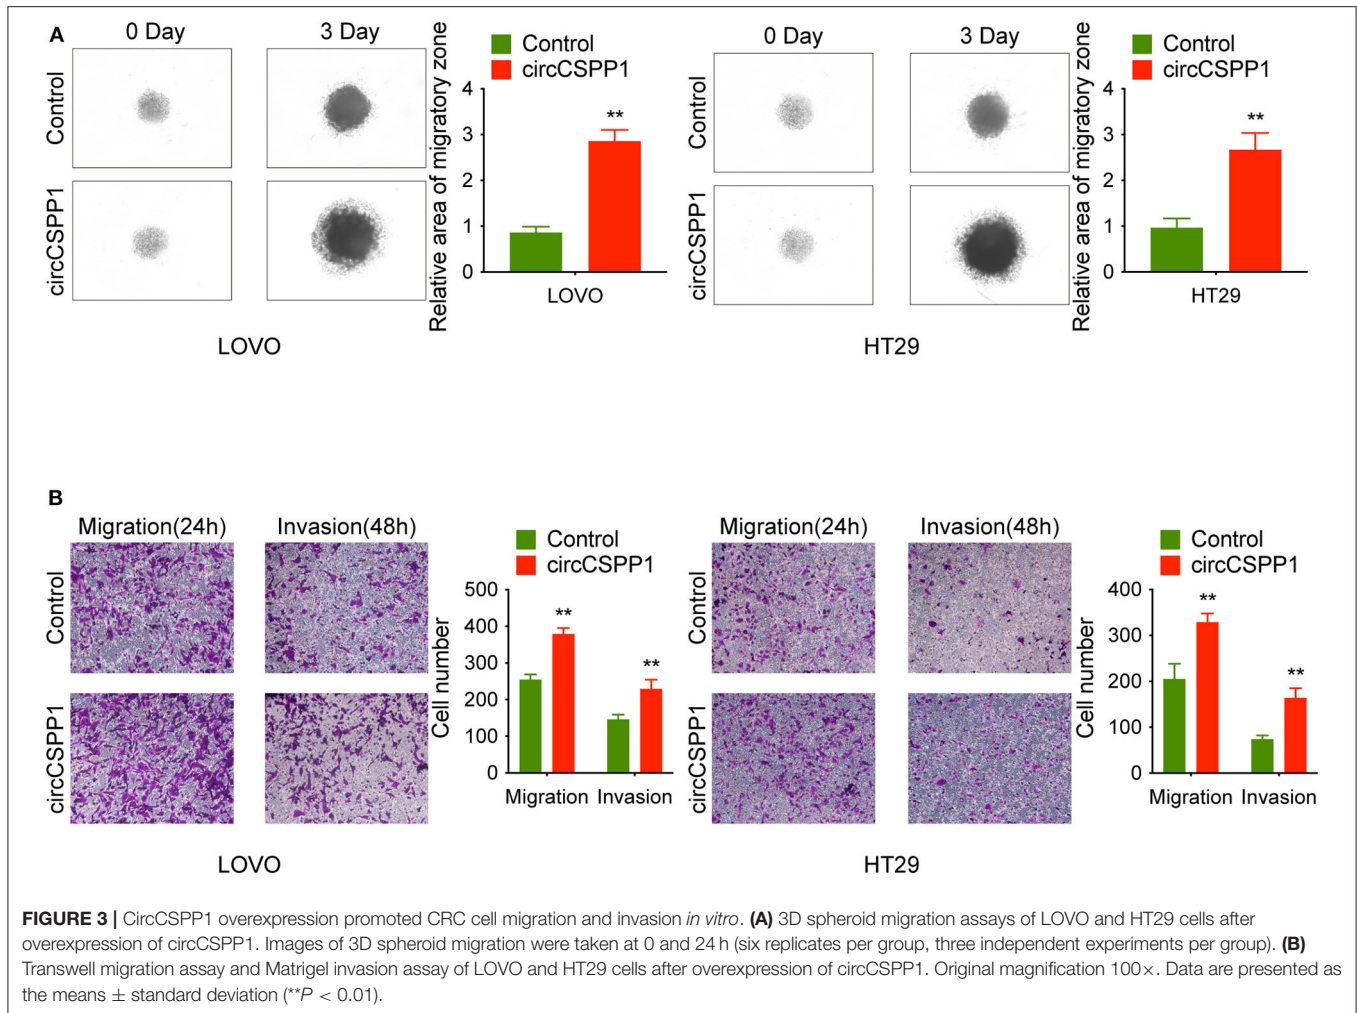 A
0 Day
3 Day
Control
circCSPP1
Control
circCSPP1
Relative area of migratory zone
4
3
2
1
0
**
LOVO
LOVO
0 Day
3 Day
Control
circCSPP1
Control
circCSPP1
Relative area of migratory zone
4
3
2
1
0
**
HT29
HT29
B
Migration(24h)
Invasion(48h)
Control
circCSPP1
Control
circCSPP1
Cell number
500
400
300
200
100
0
**
**
Migration
Invasion
LOVO
Migration(24h)
Invasion(48h)
Control
circCSPP1
Control
circCSPP1
Cell number
400
300
200
100
0
**
**
Migration
Invasion
HT29
FIGURE 3 | CircCSPP1 overexpression promoted CRC cell migration and invasion in vitro. (A) 3D spheroid migration assays of LOVO and HT29 cells after
overexpression of circCSPP1. Images of 3D spheroid migration were taken at 0 and 24 h (six replicates per group, three independent experiments per group). (B)
Transwell migration assay and Matrigel invasion assay of LOVO and HT29 cells after overexpression of circCSPP1. Original magnification 100×. Data are presented as
the means ± standard deviation (**P < 0.01).